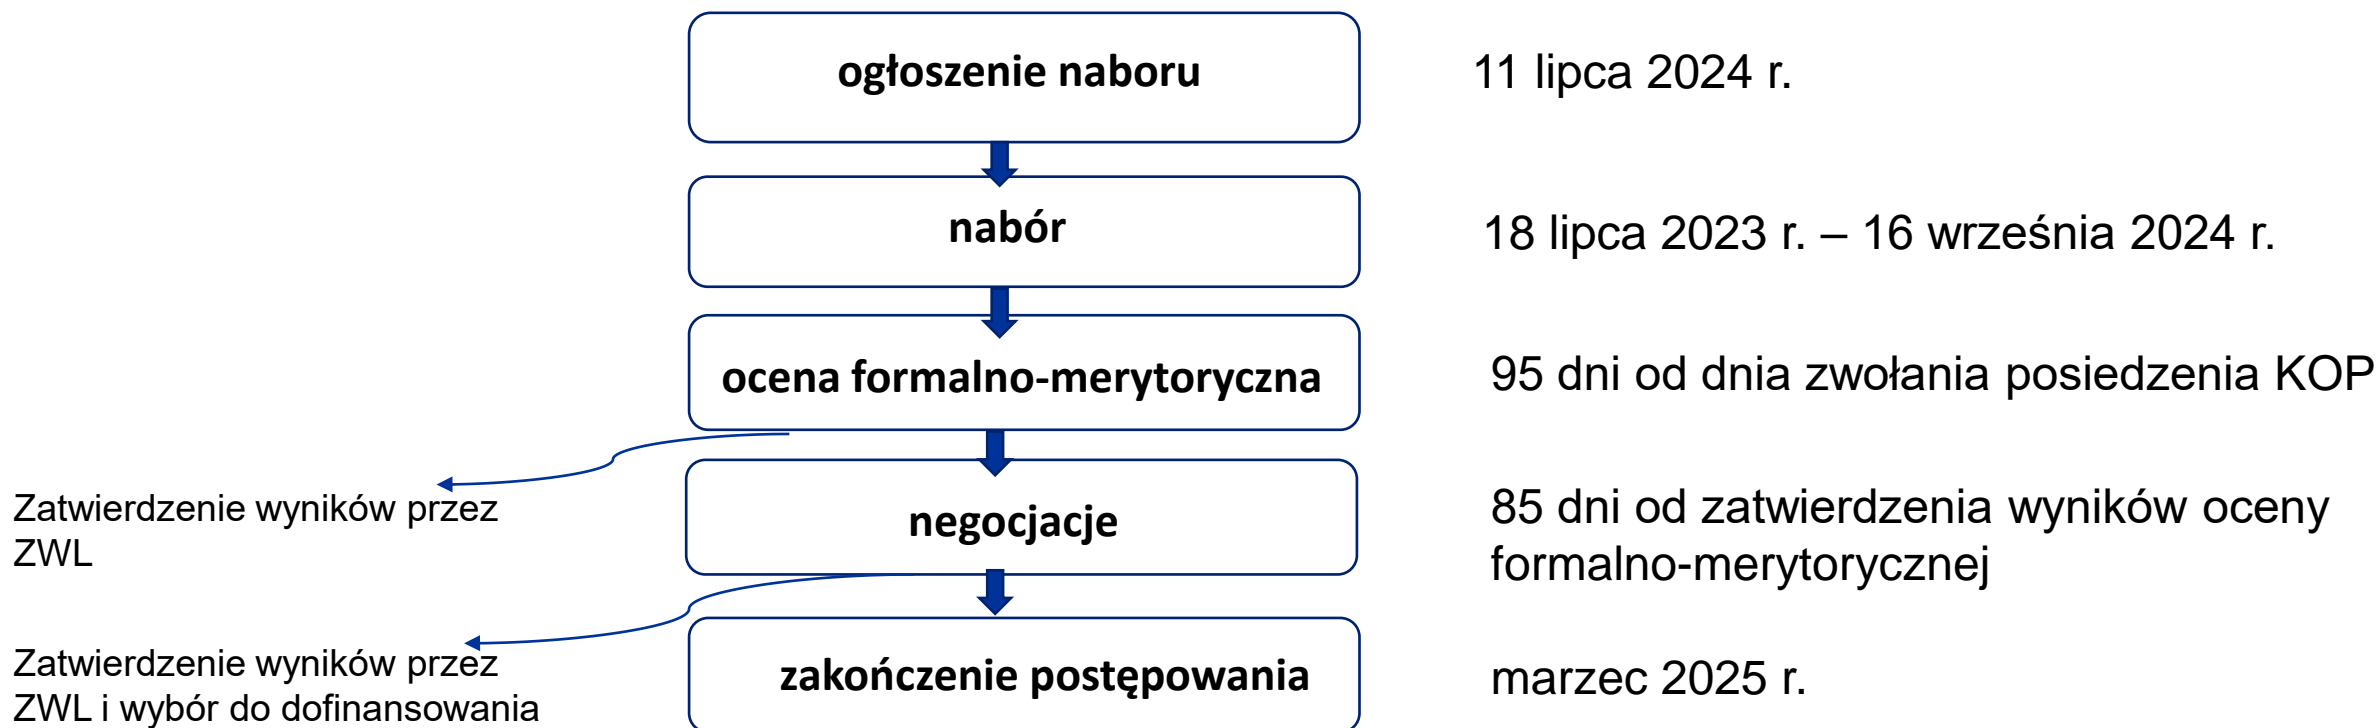 ogłoszenie naboru
11 lipca 2024 r.
nabór
18 lipca 2023 r. – 16 września 2024 r.
ocena formalno-merytoryczna
95 dni od dnia zwołania posiedzenia KOP
Zatwierdzenie wyników przez
ZWL
negocjacje
85 dni od zatwierdzenia wyników oceny
formalno-merytorycznej
Zatwierdzenie wyników przez
ZWL i wybór do dofinansowania
zakończenie postępowania
marzec 2025 r.